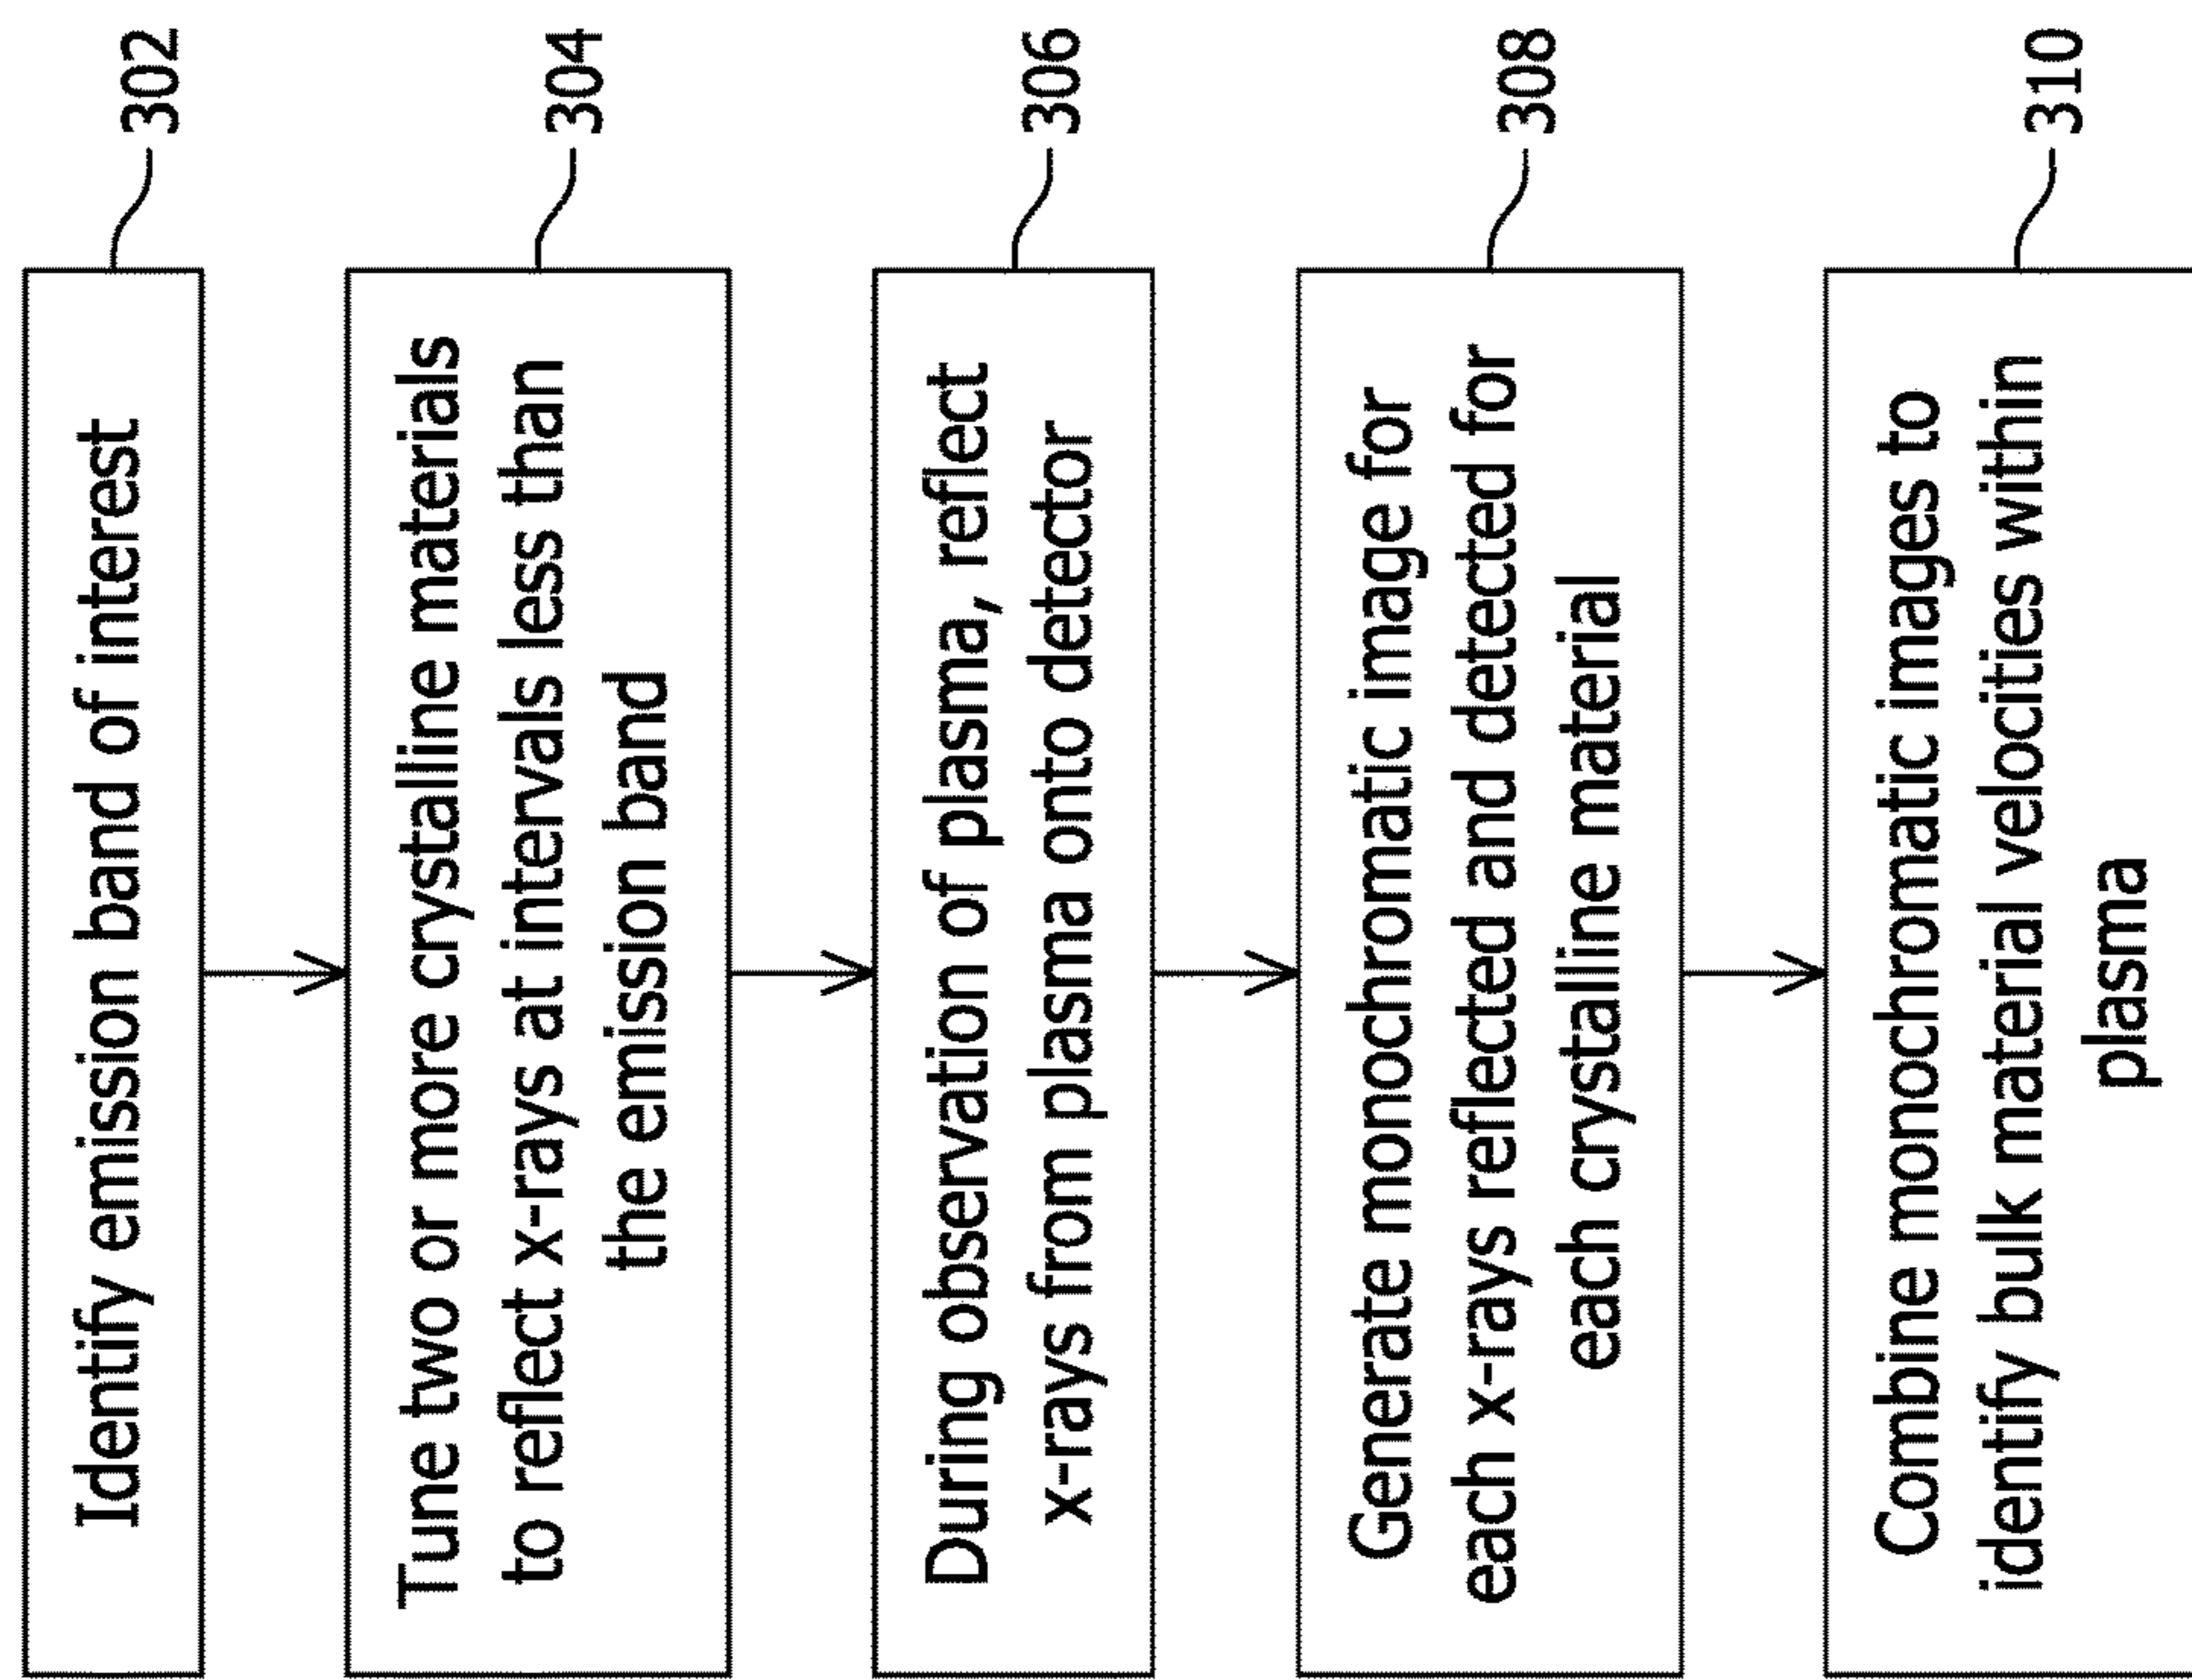 Identify emission band of interest
302
Tune two or more crystalline materials
to reflect x-rays at intervals less than
the emission band
304
During observation of plasma, reflect
x-rays from plasma onto detector
306
Generate monochromatic image for
each x-rays reflected and detected for
each crystalline material
308
Combine monochromatic images to
identify bulk material velocities within
plasma
310